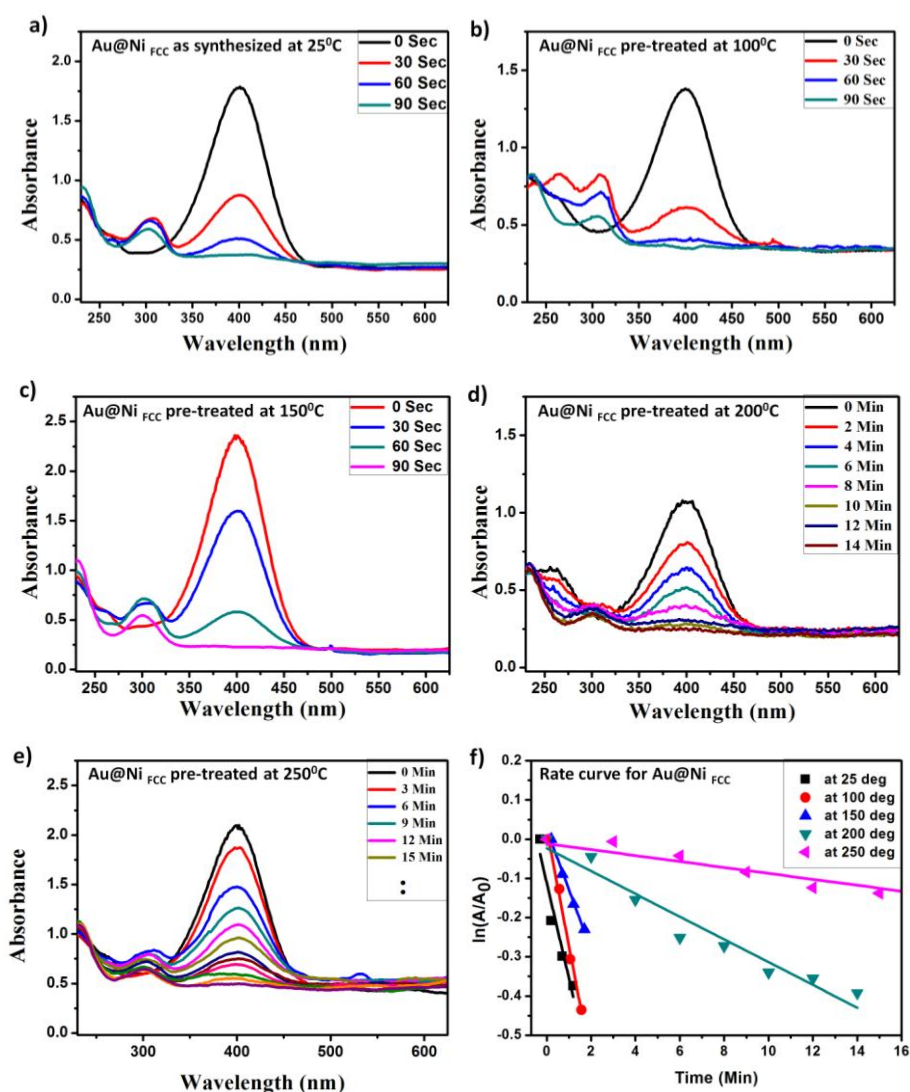 a)
Au@Ni FCC as synthesized at 25⁰C
0 Sec
30 Sec
60 Sec
90 Sec
2.0
1.5
1.0
0.5
0.0
Absorbance
250 300 350 400 450 500 550 600
Wavelength (nm)
b)
Au@Ni FCC pre-treated at 100⁰C
0 Sec
30 Sec
60 Sec
90 Sec
1.5
1.0
0.5
0.0
Absorbance
250 300 350 400 450 500 550 600
Wavelength (nm)
c)
Au@Ni FCC pre-treated at 150⁰C
0 Sec
30 Sec
60 Sec
90 Sec
2.5
2.0
1.5
1.0
0.5
0.0
Absorbance
250 300 350 400 450 500 550 600
Wavelength (nm)
d)
Au@Ni FCC pre-treated at 200⁰C
0 Min
2 Min
4 Min
6 Min
8 Min
10 Min
12 Min
14 Min
1.5
1.0
0.5
0.0
Absorbance
250 300 350 400 450 500 550 600
Wavelength (nm)
e)
Au@Ni FCC pre-treated at 250⁰C
0 Min
3 Min
6 Min
9 Min
12 Min
15 Min
2.5
2.0
1.5
1.0
0.5
0.0
Absorbance
300 400 500 600
Wavelength (nm)
f)
Rate curve for Au@Ni FCC
at 25 deg
at 100 deg
at 150 deg
at 200 deg
at 250 deg
0.2
0.1
0.0
-0.1
-0.2
-0.3
-0.4
-0.5
ln(A/A0)
0 2 4 6 8 10 12 14 16
Time (Min)